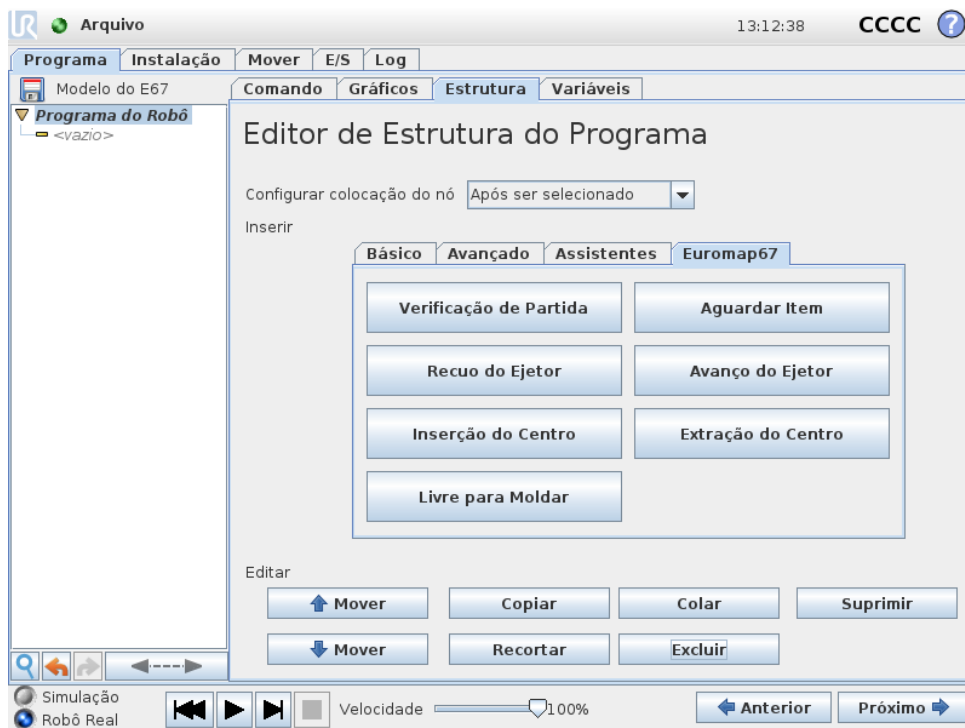 UR Arquivo 13:12:38 CCCC ?
Programa Instalação Mover E/S Log
Modelo do E67 Comando Gráficos Estrutura Variáveis
Programa do Robô
<vazio>
Editor de Estrutura do Programa
Configurar colocação do nó Após ser selecionado
Inserir
Básico Avançado Assistentes Euromap67
Verificação de Partida Aguardar Item
Recuo do Ejetor Avanço do Ejetor
Inserção do Centro Extração do Centro
Livre para Moldar
Editar
Mover Copiar Colar Suprimir
Mover Recortar Excluir
Simulação
Robô Real
Velocidade 100% Anterior Próximo